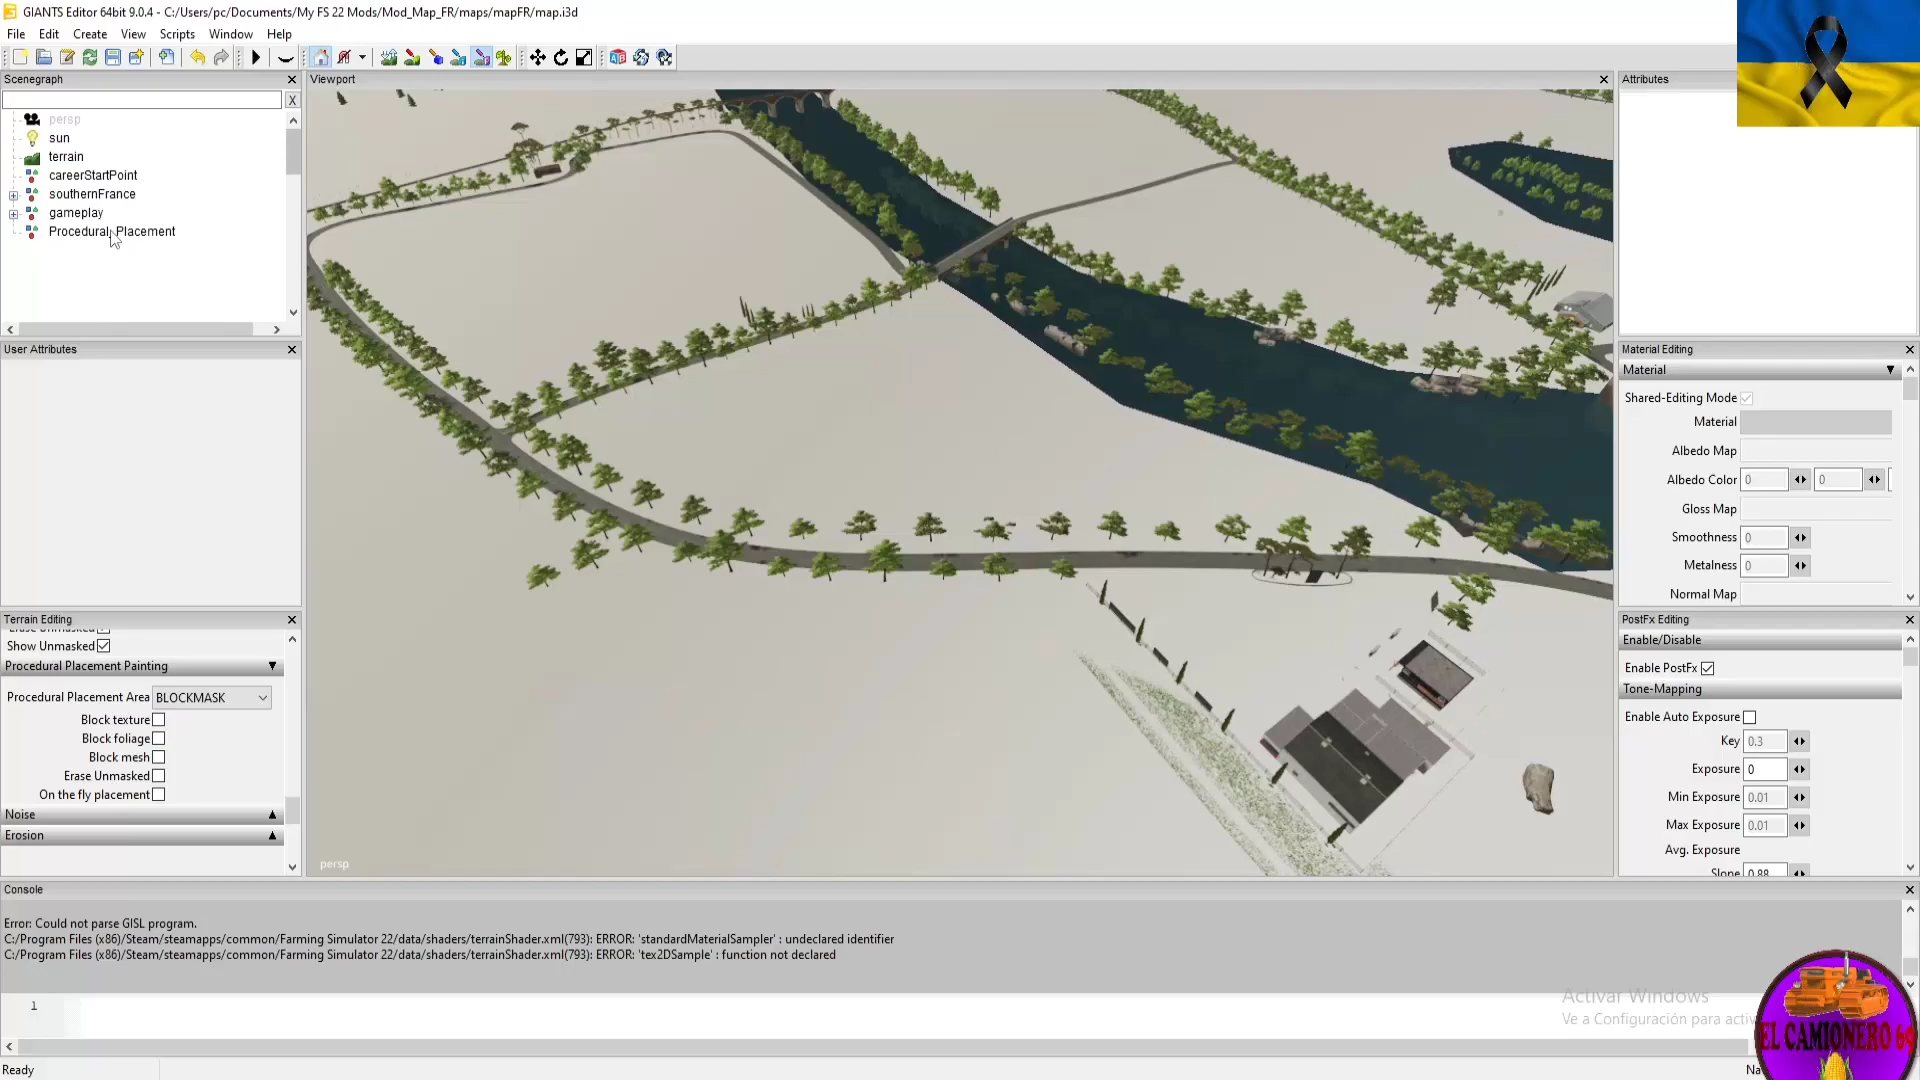 GIANTS Editor 64bit 9.0.4 - C:/Users/pc/Documents/My FS 22 Mods/Mod_Map_FR/maps/mapFR/map.i3d
File Edit Create View Scripts Window Help
Scenegraph
X
persp
sun
terrain
careerStartPoint
southernFrance
gameplay
Procedural_Placement
User Attributes
Terrain Editing
Erase Unmasked
Show Unmasked
Procedural Placement Painting
Procedural Placement Area BLOCKMASK
Block texture
Block foliage
Block mesh
Erase Unmasked
On the fly placement
Noise
Erosion
Viewport
persp
Attributes
Material Editing
Material
Shared-Editing Mode
Material
Albedo Map
Albedo Color 0 0
Gloss Map
Smoothness 0
Metalness 0
Normal Map
PostFx Editing
Enable/Disable
Enable PostFx
Tone-Mapping
Enable Auto Exposure
Key 0.3
Exposure 0
Min Exposure 0.01
Max Exposure 0.01
Avg. Exposure
Slope 0.88
Console
Error: Could not parse GISL program.
C:/Program Files (x86)/Steam/steamapps/common/Farming Simulator 22/data/shaders/terrainShader.xml(793): ERROR: 'standardMaterialSampler' : undeclared identifier
C:/Program Files (x86)/Steam/steamapps/common/Farming Simulator 22/data/shaders/terrainShader.xml(793): ERROR: 'tex2DSample' : function not declared
1
Activar Windows
Ve a Configuración para activ
EL CAMIONERO 69
Ready
Na